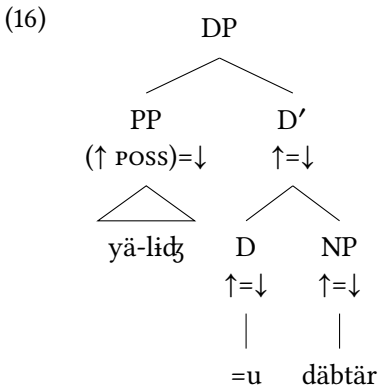 (16)
DP
PP D′
(↑ POSS)=↓ ↑=↓
yä-lɨʤ D NP
↑=↓ ↑=↓
=u däbtär